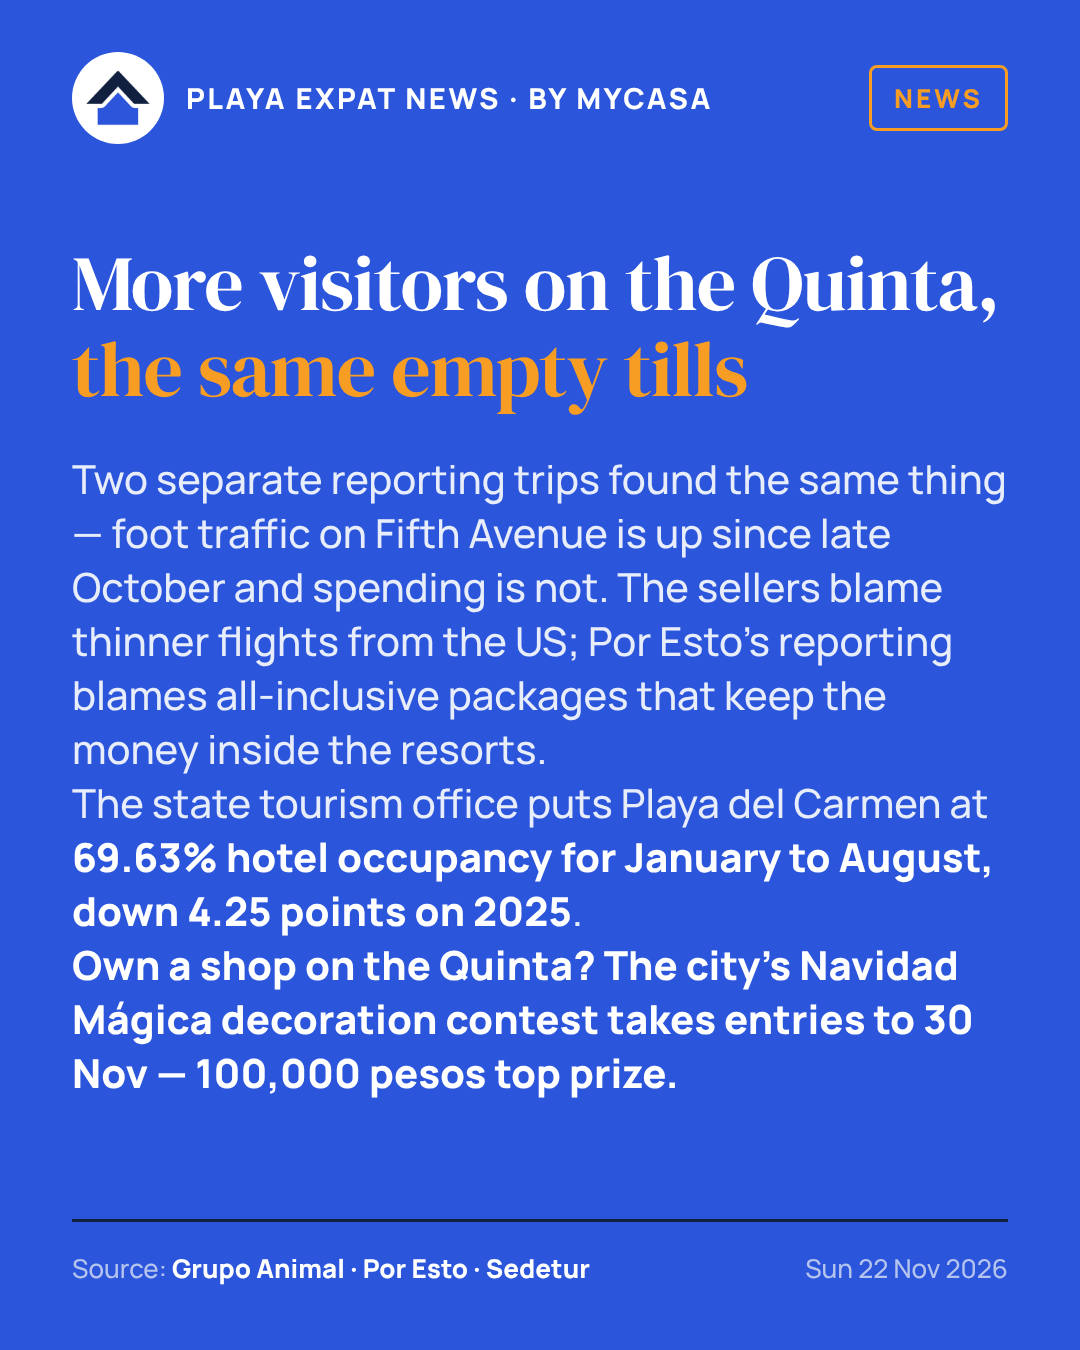 PLAYA EXPAT NEWS · BY MYCASA
NEWS
More visitors on the Quinta,
the same empty tills
Two separate reporting trips found the same thing
— foot traffic on Fifth Avenue is up since late
October and spending is not. The sellers blame
thinner flights from the US; Por Esto’s reporting
blames all-inclusive packages that keep the
money inside the resorts.
The state tourism office puts Playa del Carmen at
69.63% hotel occupancy for January to August,
down 4.25 points on 2025.
Own a shop on the Quinta? The city’s Navidad
Mágica decoration contest takes entries to 30
Nov — 100,000 pesos top prize.
Source: Grupo Animal · Por Esto · Sedetur
Sun 22 Nov 2026